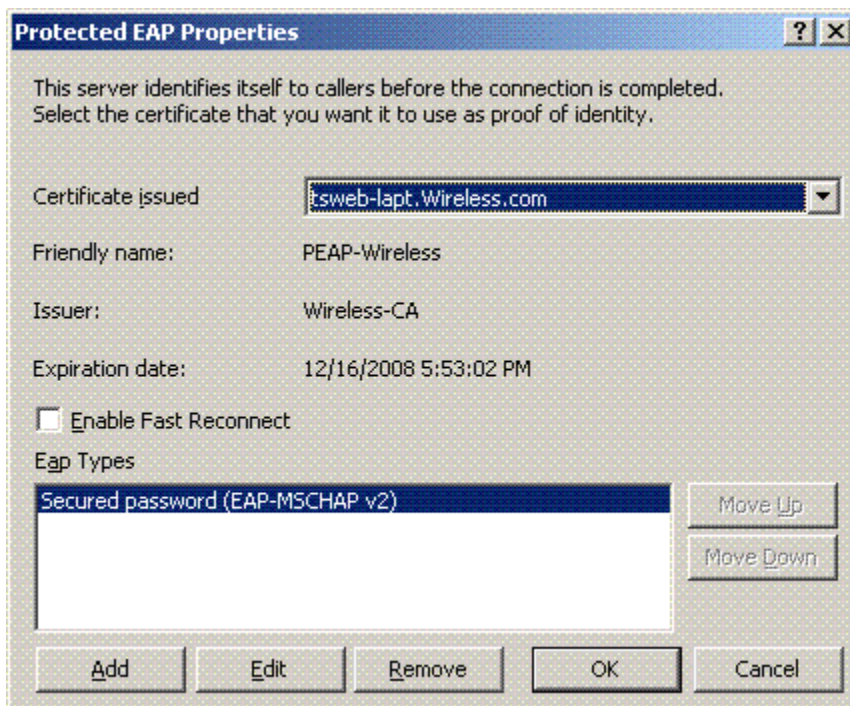 Protected EAP Properties
This server identifies itself to callers before the connection is completed.
Select the certificate that you want it to use as proof of identity.
Certificate issued tsweb-lapt.Wireless.com
Friendly name: PEAP-Wireless
Issuer: Wireless-CA
Expiration date: 12/16/2008 5:53:02 PM
Enable Fast Reconnect
Eap Types
Secured password (EAP-MSCHAP v2)
Move Up
Move Down
Add Edit Remove OK Cancel